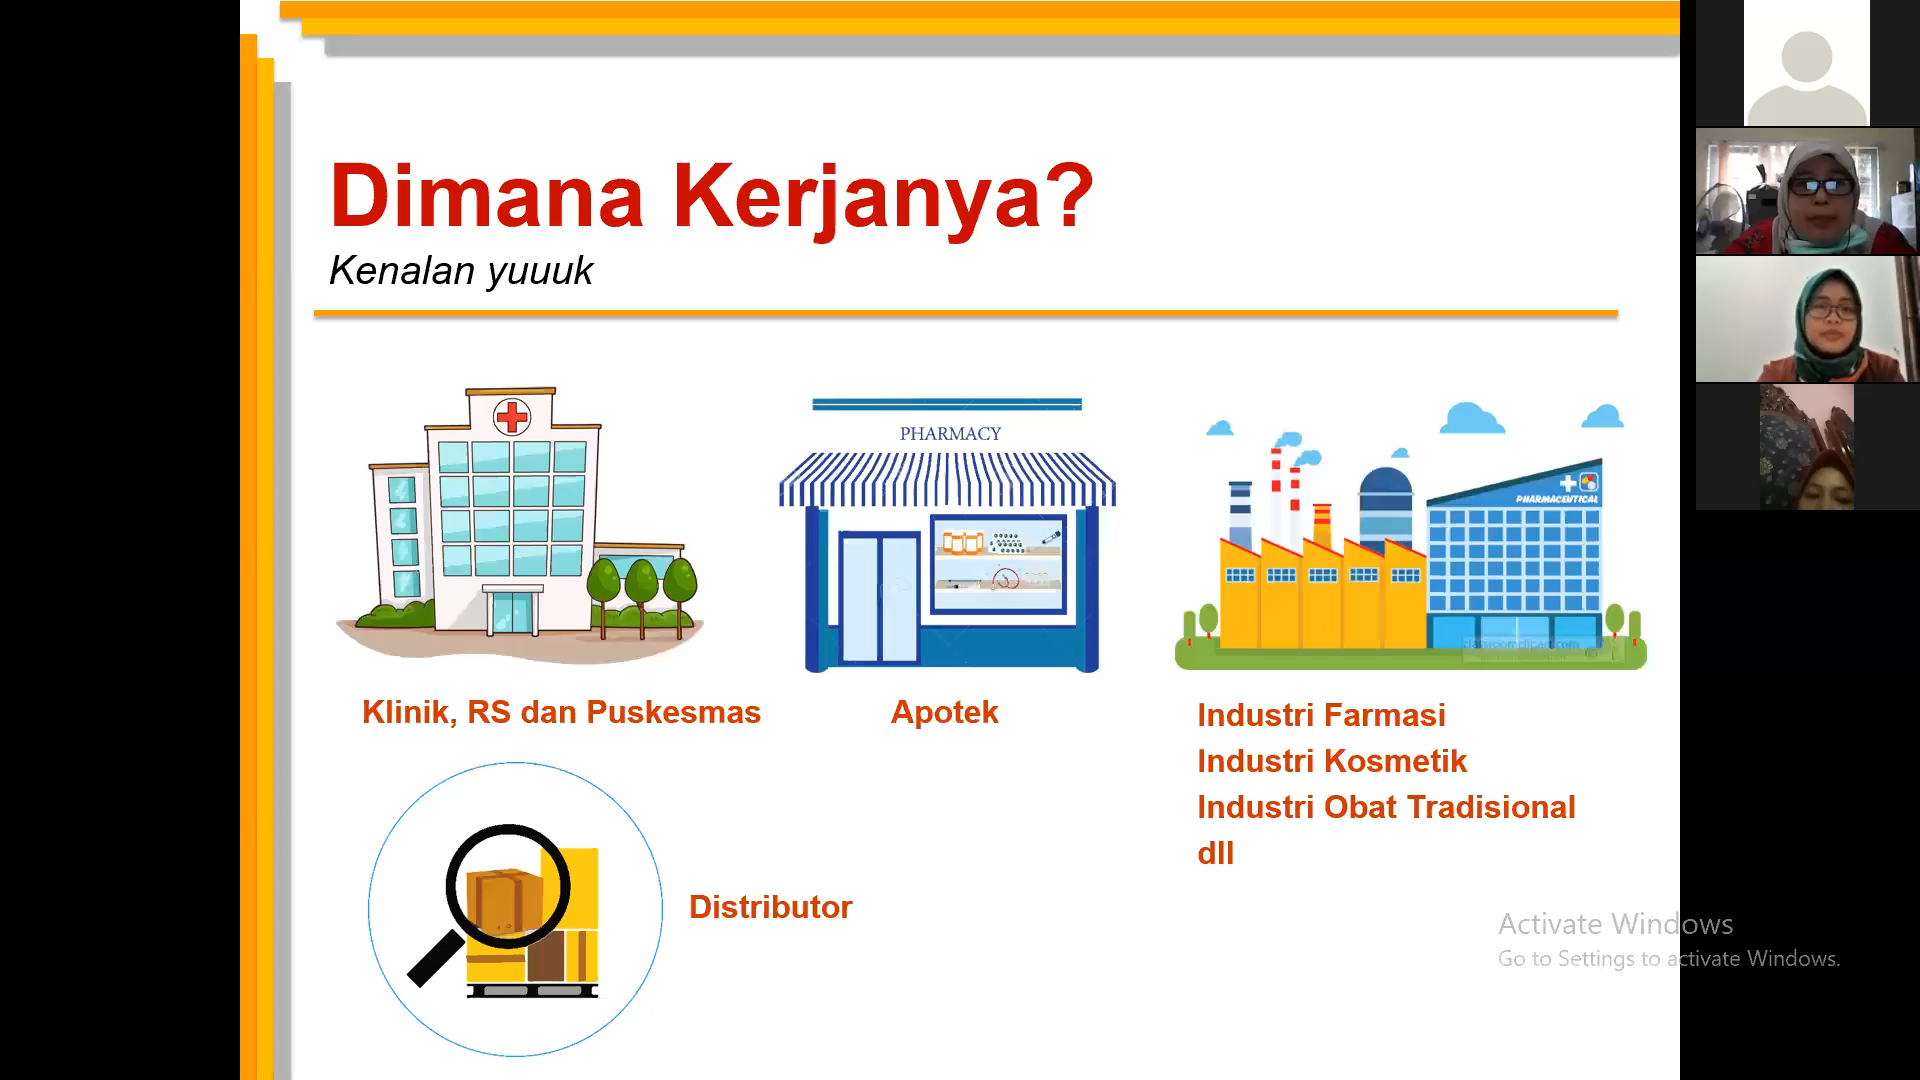 Dimana Kerjanya?
Kenalan yuuuk
PHARMACY
PHARMACEUTICAL
Klinik, RS dan Puskesmas
Apotek
Industri Farmasi
Industri Kosmetik
Industri Obat Tradisional
dll
Distributor
Activate Windows
Go to Settings to activate Windows.